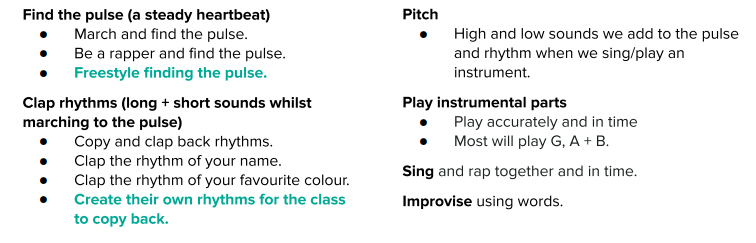 Find the pulse (a steady heartbeat)
● March and find the pulse.
● Be a rapper and find the pulse.
● Freestyle finding the pulse.
Clap rhythms (long + short sounds whilst
marching to the pulse)
● Copy and clap back rhythms.
● Clap the rhythm of your name.
● Clap the rhythm of your favourite colour.
● Create their own rhythms for the class
to copy back.
Pitch
● High and low sounds we add to the pulse
and rhythm when we sing/play an
instrument.
Play instrumental parts
● Play accurately and in time
● Most will play G, A + B.
Sing and rap together and in time.
Improvise using words.